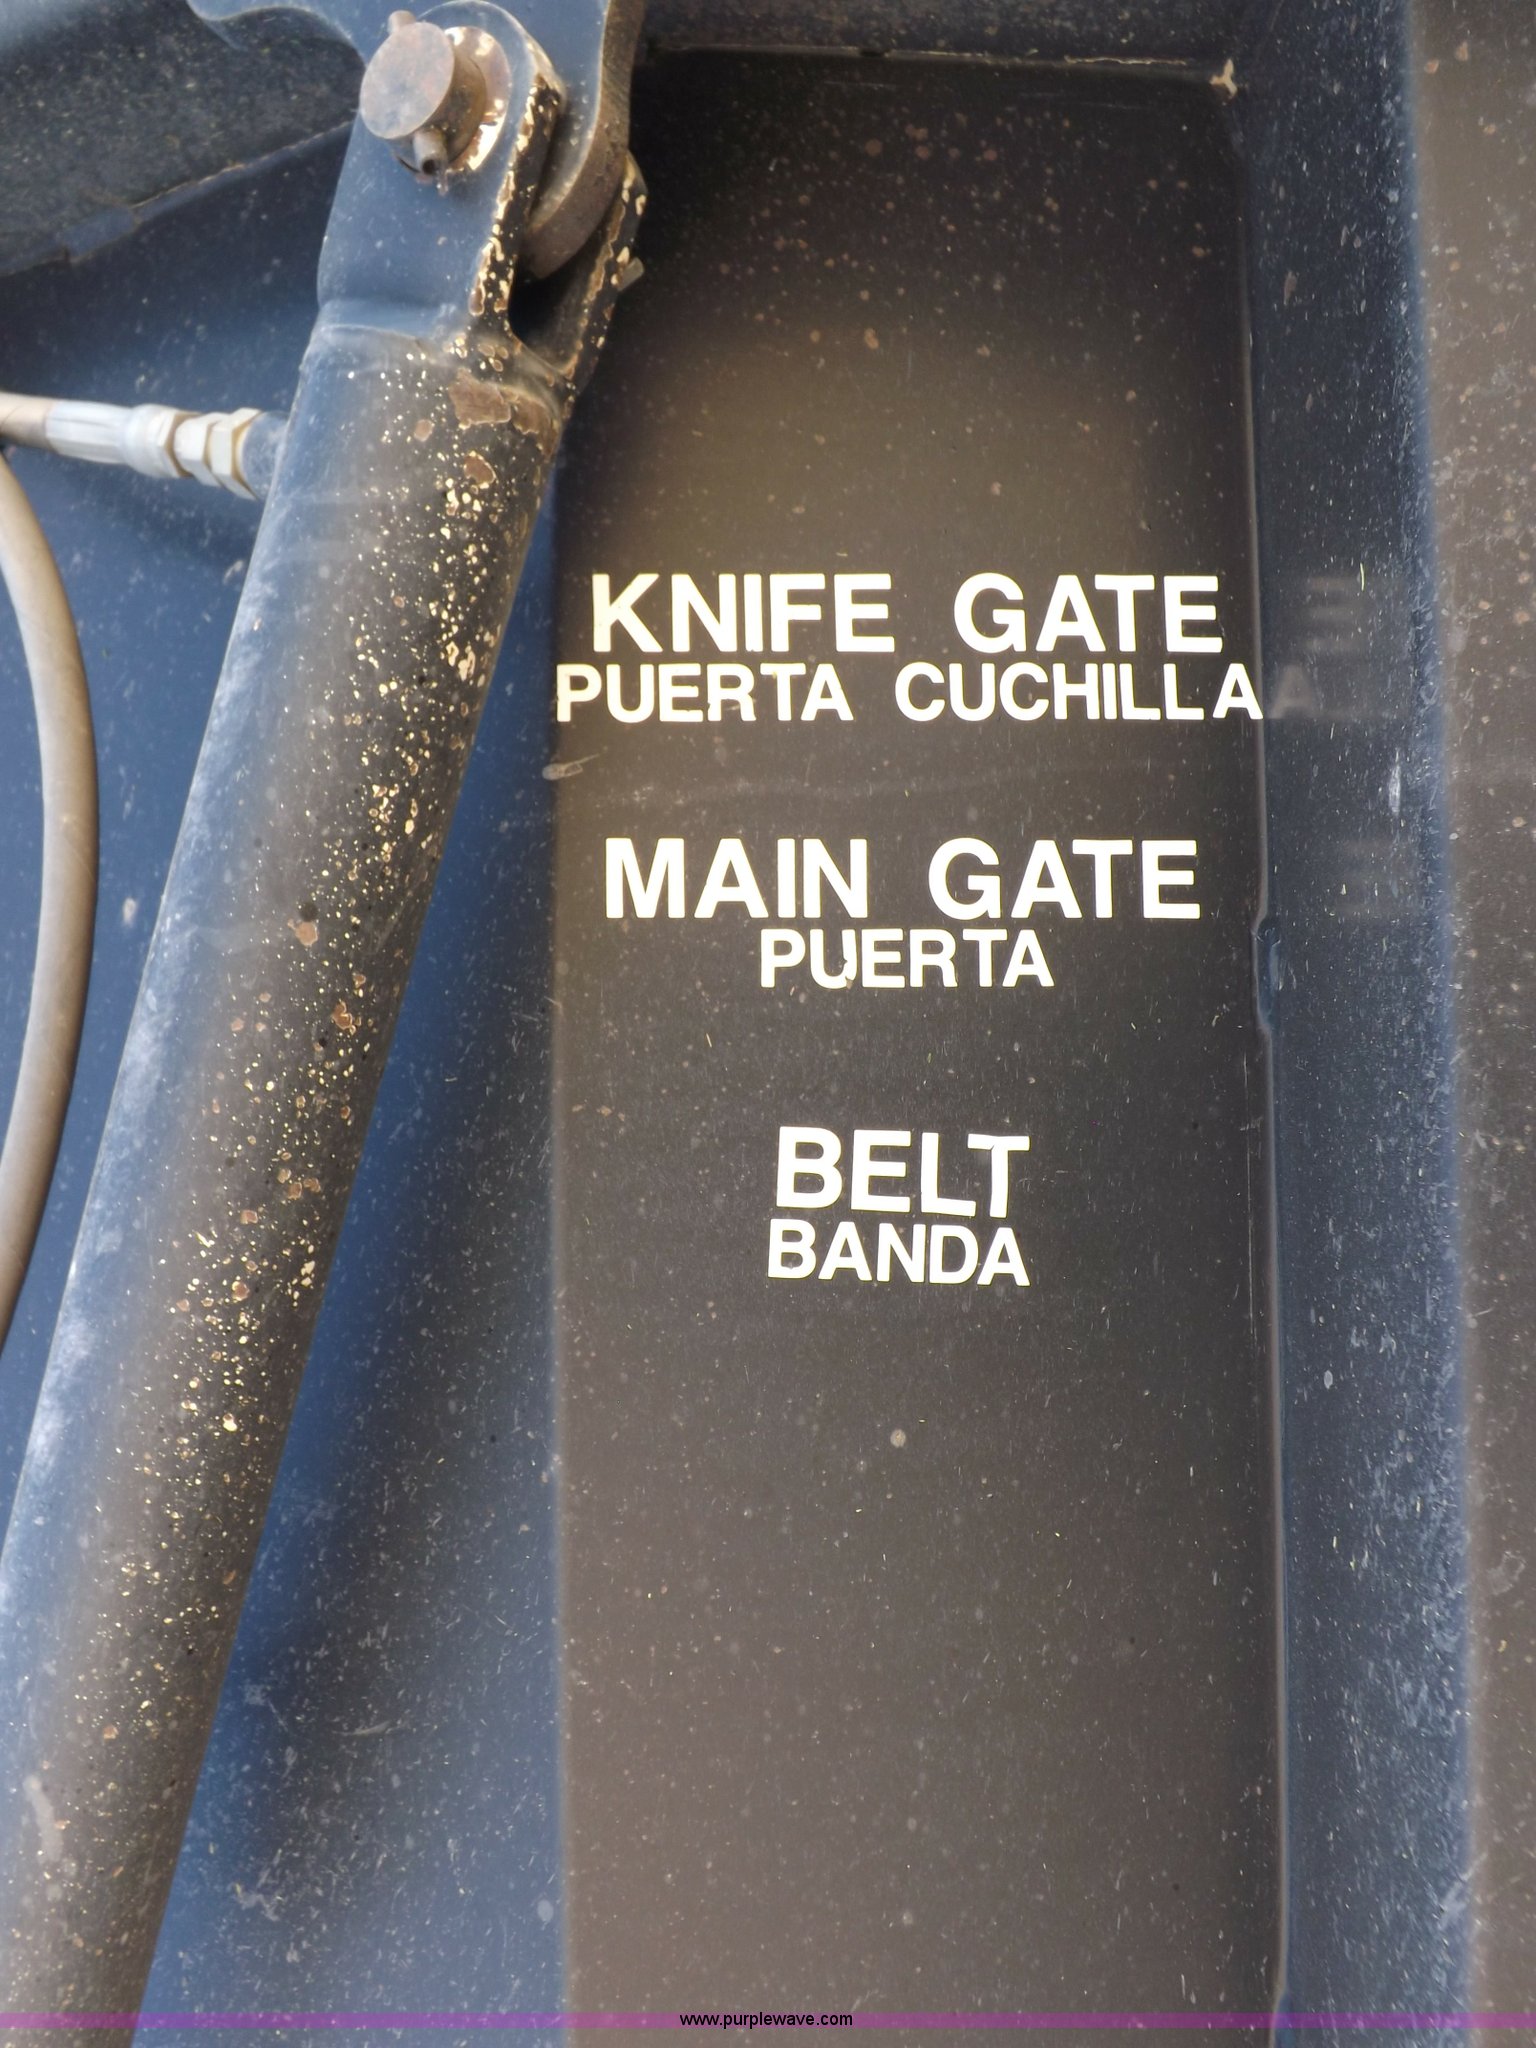 KNIFE GATE
PUERTA CUCHILLA
MAIN GATE
PUERTA
BELT
BANDA
www.purplewave.com